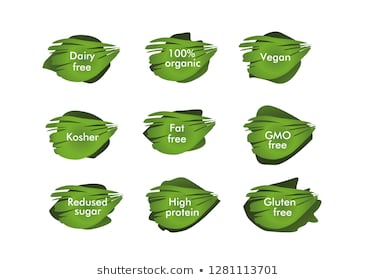 Dairy
free
100%
organic
Vegan
Kosher
Fat
free
GMO
free
Redused
sugar
High
protein
Gluten
free
shutterstock.com • 1281113701